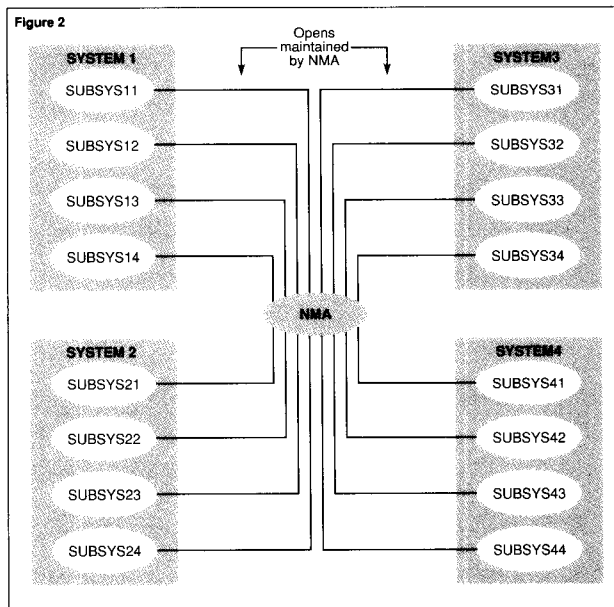 Figure 2
Opens
maintained
by NMA
SYSTEM 1
SUBSYS11
SUBSYS12
SUBSYS13
SUBSYS14
SYSTEM3
SUBSYS31
SUBSYS32
SUBSYS33
SUBSYS34
NMA
SYSTEM 2
SUBSYS21
SUBSYS22
SUBSYS23
SUBSYS24
SYSTEM4
SUBSYS41
SUBSYS42
SUBSYS43
SUBSYS44